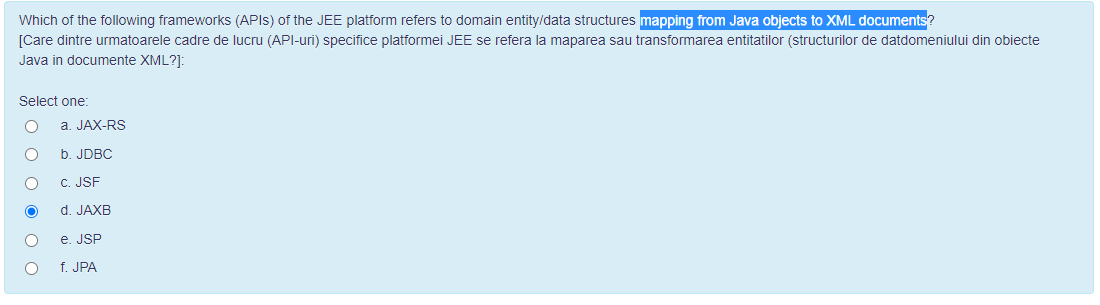 Which of the following frameworks (APIs) of the JEE platform refers to domain entity/data structures mapping from Java objects to XML documents?
[Care dintre urmatoarele cadre de lucru (API-uri) specifice platformei JEE se refera la maparea sau transformarea entitatilor (structurilor de datdomeniului din obiecte
Java in documente XML?]:
Select one:
a. JAX-RS
b. JDBC
c. JSF
d. JAXB
e. JSP
f. JPA